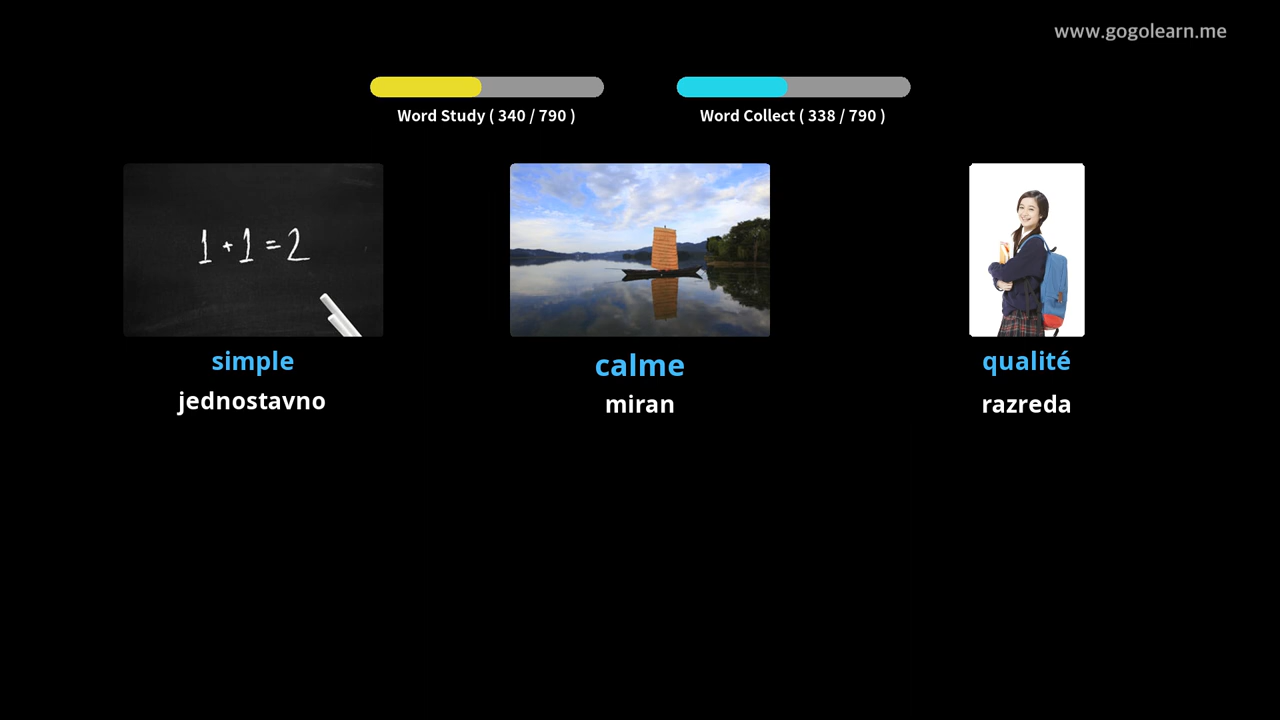 www.gogolearn.me
Word Study ( 340 / 790 )
Word Collect ( 338 / 790 )
1 + 1 = 2
simple
jednostavno
calme
miran
qualité
razreda